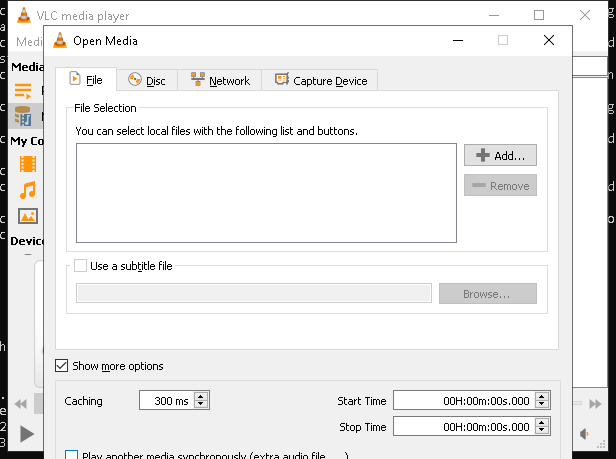 VLC media player
Medi
Open Media
Media
My Co
Device
File
Disc
Network
Capture Device
File Selection
You can select local files with the following list and buttons.
Add...
Remove
Use a subtitle file
Browse...
Show more options
Caching
300 ms
Start Time
00H:00m:00s.000
Stop Time
00H:00m:00s.000
Play another media synchronously (extra audio file, ...)